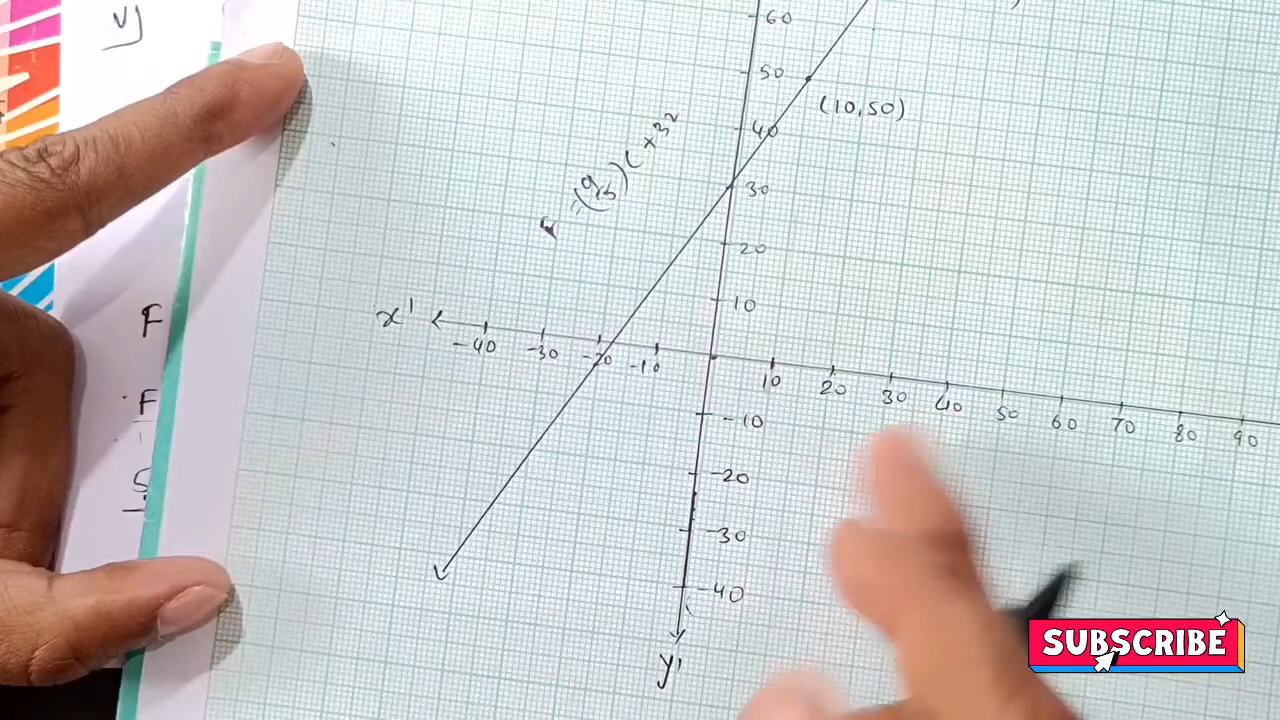 v)
60
50
(10,50)
40
F = (9/5) C + 32
30
20
10
x'
-40 -30 -20 -10
10 20 30 40 50 60 70 80 90
-10
-20
-30
-40
y'
F
F
SUBSCRIBE